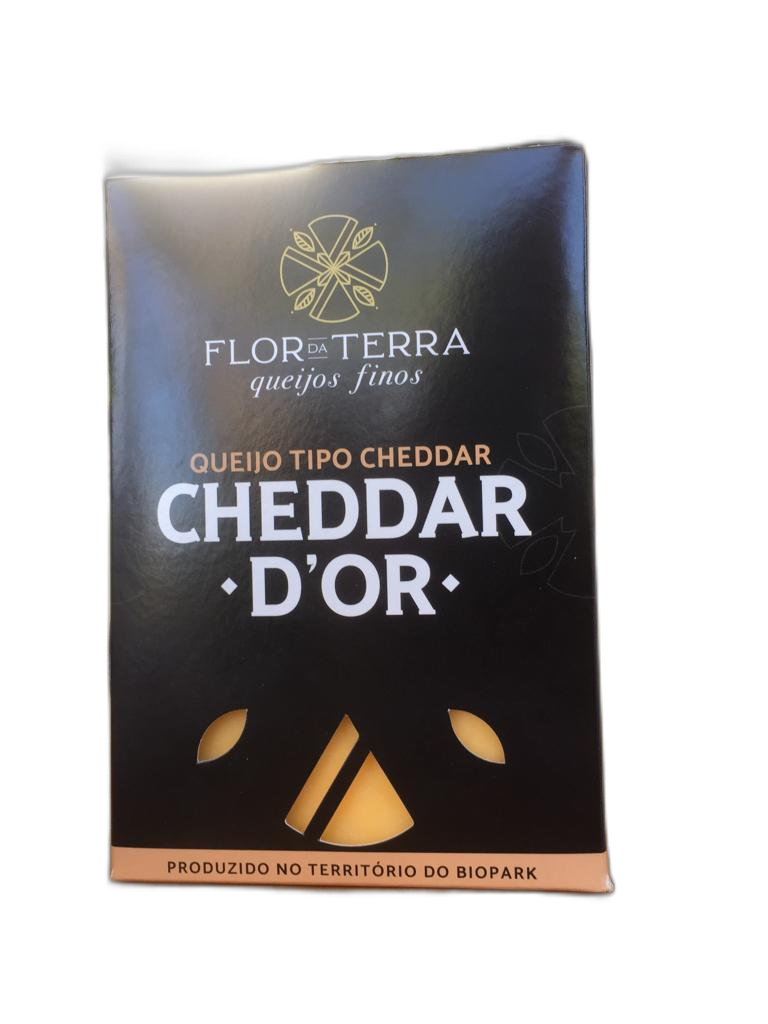 FLOR DA TERRA
queijos finos
QUEIJO TIPO CHEDDAR
CHEDDAR
D'OR
PRODUZIDO NO TERRITÓRIO DO BIOPARK